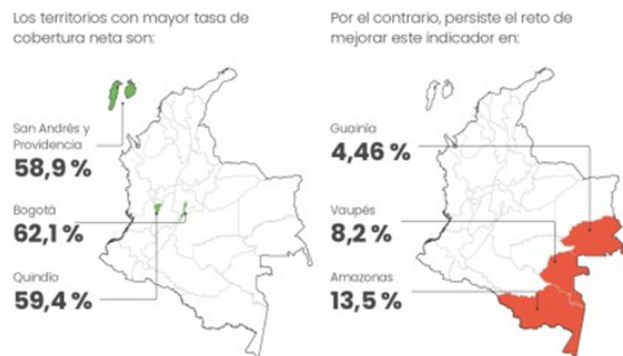 Los territorios con mayor tasa de
cobertura neta son:
San Andrés y
Providencia
58,9 %
Bogotá
62,1 %
Quindío
59,4 %
Por el contrario, persiste el reto de
mejorar este indicador en:
Guainía
4,46 %
Vaupés
8,2 %
Amazonas
13,5 %